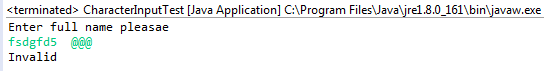 <terminated> CharacterInputTest [Java Application] C:\Program Files\Java\jre1.8.0_161\bin\javaw.exe
Enter full name pleasae
fsdgfd5  @@@
Invalid